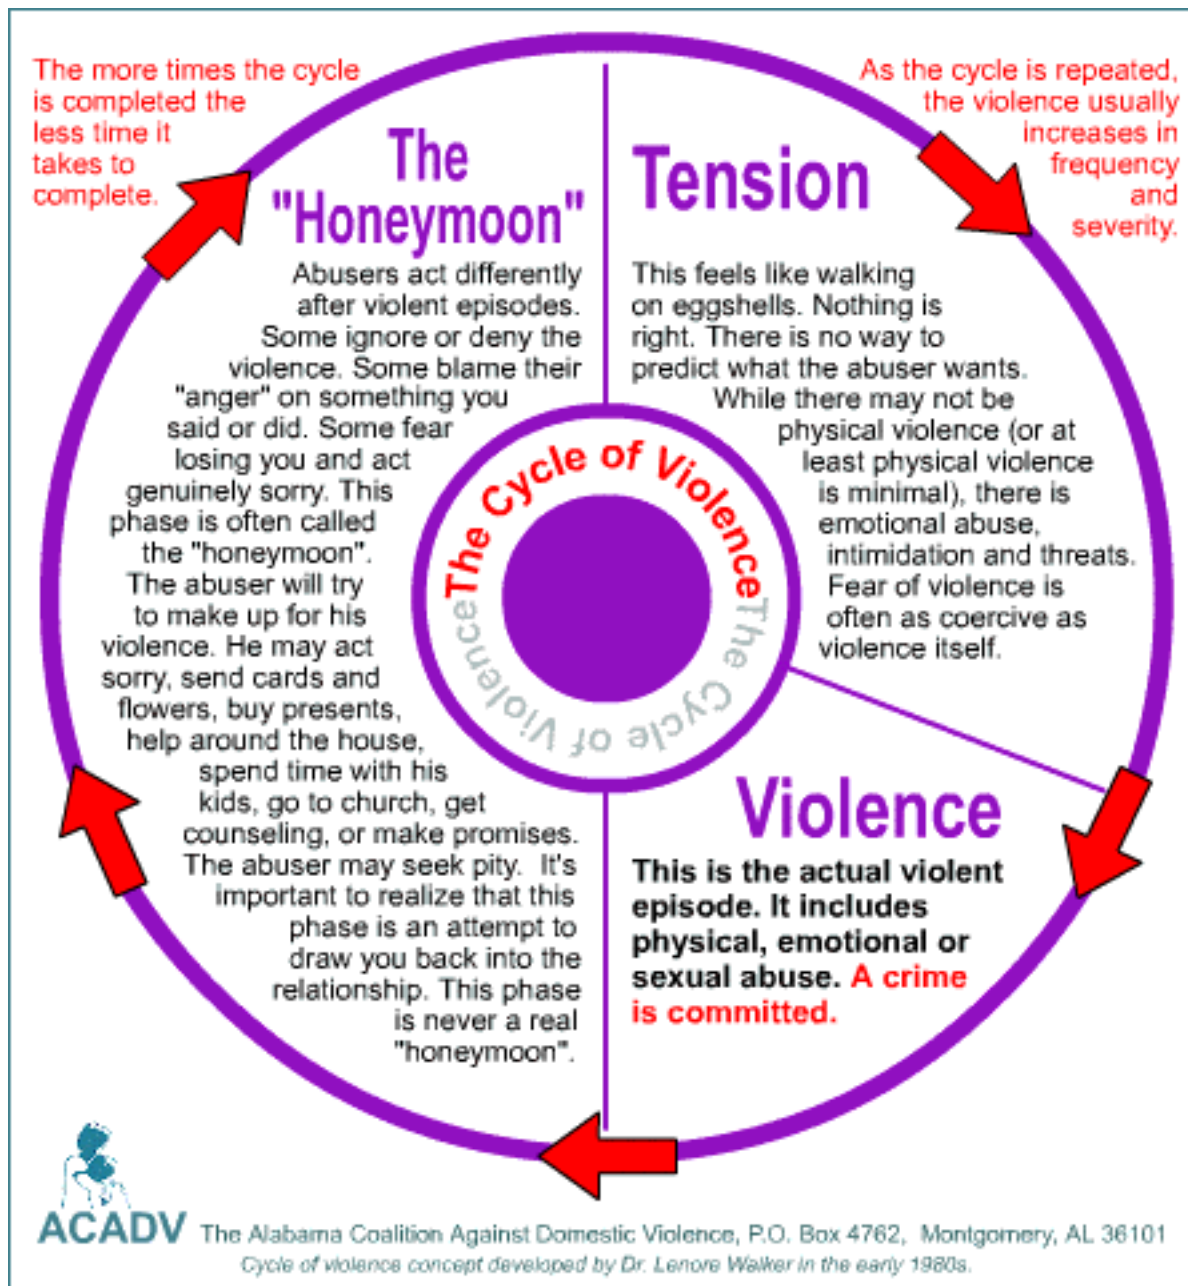 The more times the cycle
is completed the
less time it
takes to
complete.
As the cycle is repeated,
the violence usually
increases in
frequency
and
severity.
The
"Honeymoon"
Abusers act differently
after violent episodes.
Some ignore or deny the
violence. Some blame their
"anger" on something you
said or did. Some fear
losing you and act
genuinely sorry. This
phase is often called
the "honeymoon".
The abuser will try
to make up for his
violence. He may act
sorry, send cards and
flowers, buy presents,
help around the house,
spend time with his
kids, go to church, get
counseling, or make promises.
The abuser may seek pity. It's
important to realize that this
phase is an attempt to
draw you back into the
relationship. This phase
is never a real
"honeymoon".
Tension
This feels like walking
on eggshells. Nothing is
right. There is no way to
predict what the abuser wants.
While there may not be
physical violence (or at
least physical violence
is minimal), there is
emotional abuse,
intimidation and threats.
Fear of violence is
often as coercive as
violence itself.
The Cycle of Violence
The Cycle of Violence
Violence
This is the actual violent
episode. It includes
physical, emotional or
sexual abuse. A crime
is committed.
ACADV
The Alabama Coalition Against Domestic Violence, P.O. Box 4762, Montgomery, AL 36101
Cycle of violence concept developed by Dr. Lenore Walker in the early 1980s.